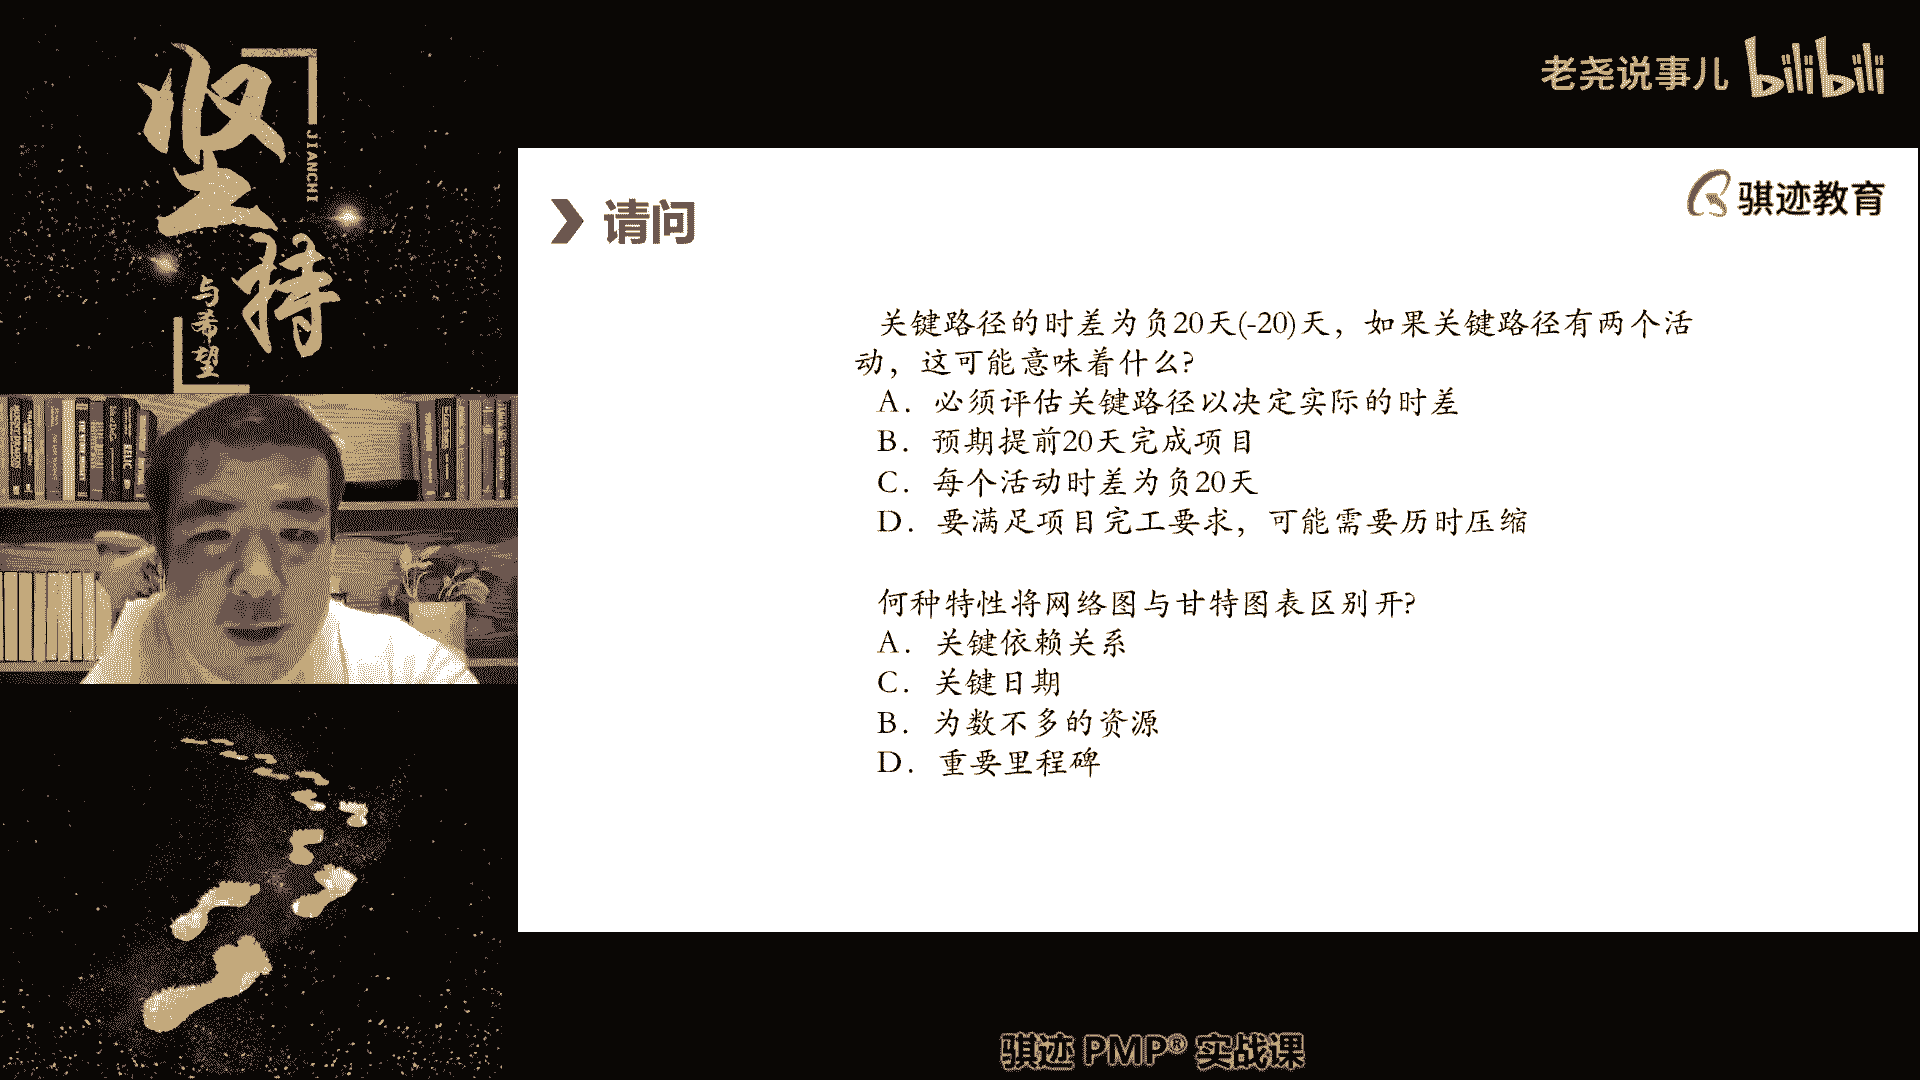 坚持
JIANCHI
与希望
老尧说事儿 bilibili
骐迹教育
请问
关键路径的时差为负20天(-20)天，如果关键路径有两个活
动，这可能意味着什么?
A．必须评估关键路径以决定实际的时差
B．预期提前20天完成项目
C．每个活动时差为负20天
D．要满足项目完工要求，可能需要历时压缩
何种特性将网络图与甘特图表区别开?
A．关键依赖关系
C．关键日期
B．为数不多的资源
D．重要里程碑
骐迹 PMP® 实战课